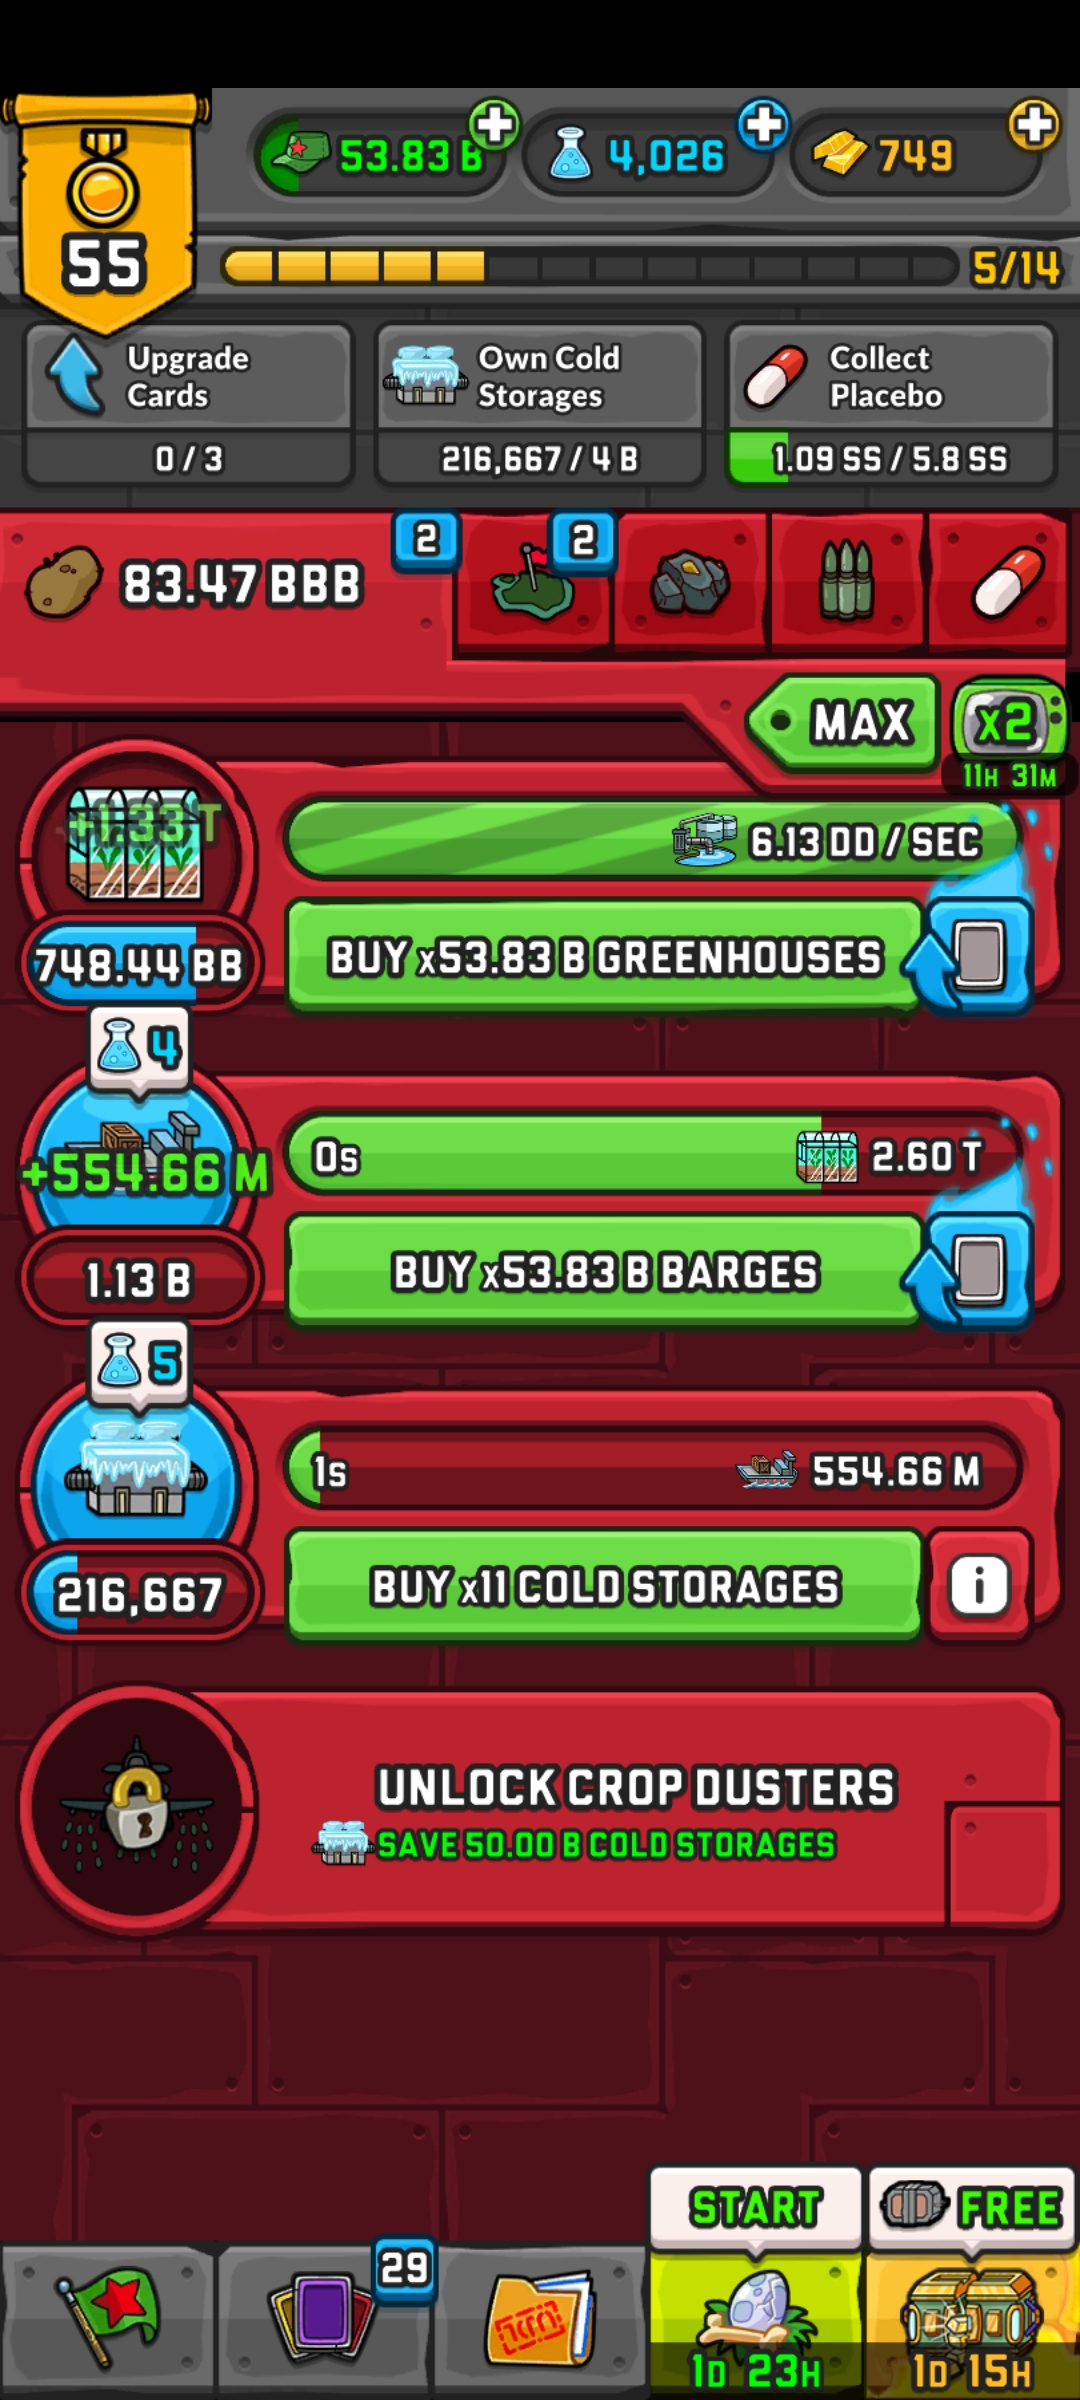 53.83 B
4,026
749
55
5/14
Upgrade
Cards
0 / 3
Own Cold
Storages
216,667 / 4 B
Collect
Placebo
1.09 SS / 5.8 SS
83.47 BBB
2
2
MAX
x2
11H 31M
+1.33 T
6.13 DD / SEC
748.44 BB
BUY x53.83 B GREENHOUSES
4
+554.66 M
0s
2.60 T
1.13 B
BUY x53.83 B BARGES
5
1s
554.66 M
216,667
BUY x11 COLD STORAGES
i
UNLOCK CROP DUSTERS
SAVE 50.00 B COLD STORAGES
START
FREE
29
1D 23H
1D 15H